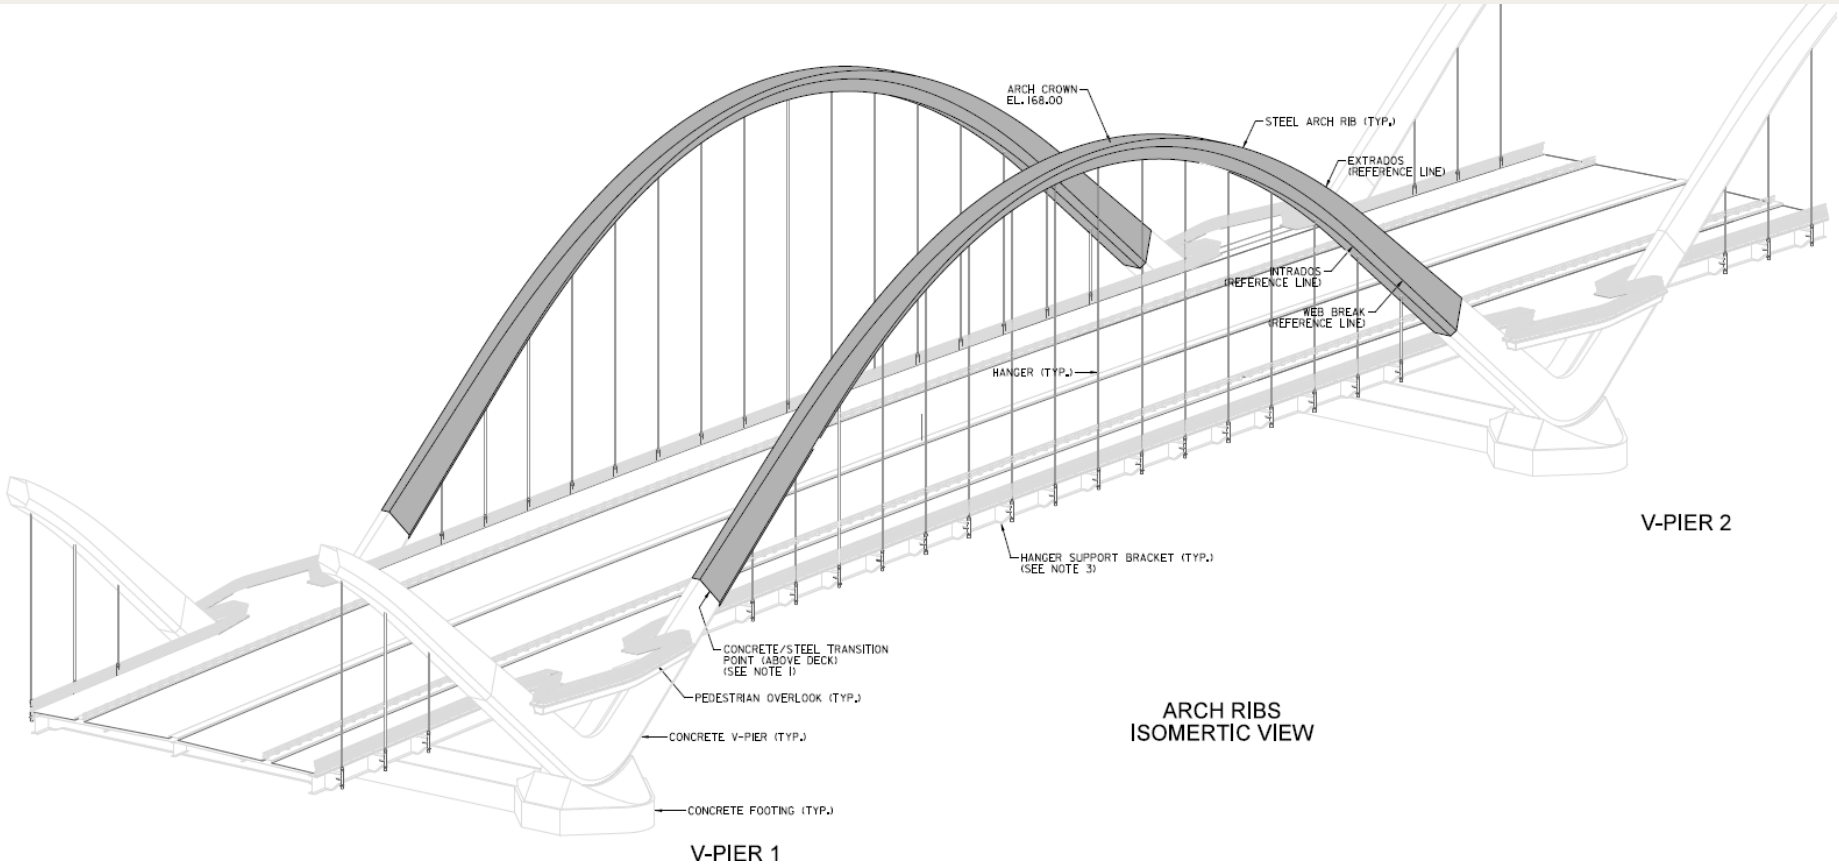 ARCH CROWN
EL. 168.00
STEEL ARCH RIB (TYP.)
EXTRADOS
(REFERENCE LINE)
INTRADOS
(REFERENCE LINE)
WEB BREAK
(REFERENCE LINE)
HANGER (TYP.)
V-PIER 2
HANGER SUPPORT BRACKET (TYP.)
(SEE NOTE 3)
CONCRETE/STEEL TRANSITION
POINT (ABOVE DECK)
(SEE NOTE 1)
PEDESTRIAN OVERLOOK (TYP.)
ARCH RIBS
ISOMERTIC VIEW
CONCRETE V-PIER (TYP.)
CONCRETE FOOTING (TYP.)
V-PIER 1